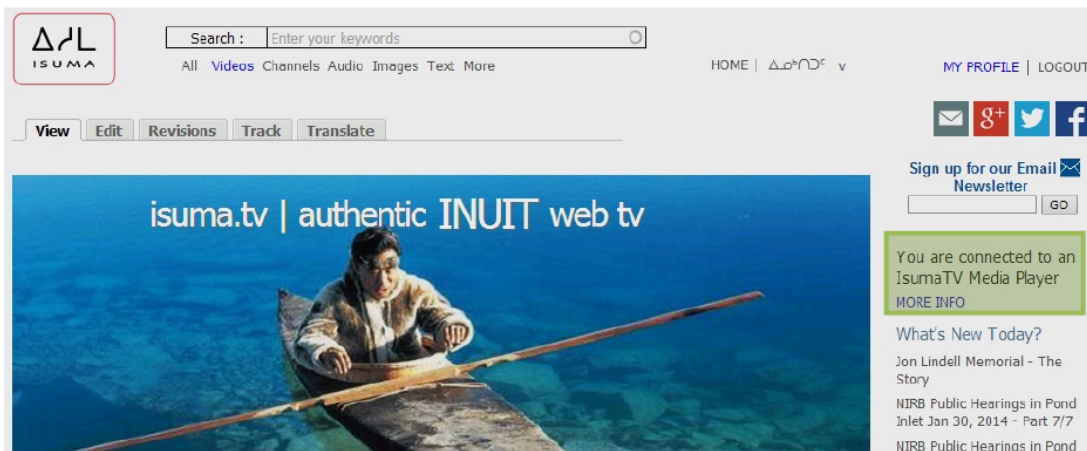 ᐃᓱᒪ
ISUMA
Search :
Enter your keywords
All Videos Channels Audio Images Text More
HOME | ᐃᓄᒃᑎᑐᑦ v
MY PROFILE | LOGOUT
View Edit Revisions Track Translate
isuma.tv | authentic INUIT web tv
g+ f
Sign up for our Email
Newsletter
GO
You are connected to an
IsumaTV Media Player
MORE INFO
What's New Today?
Jon Lindell Memorial - The
Story
NIRB Public Hearings in Pond
Inlet Jan 30, 2014 - Part 7/7
NIRB Public Hearings in Pond